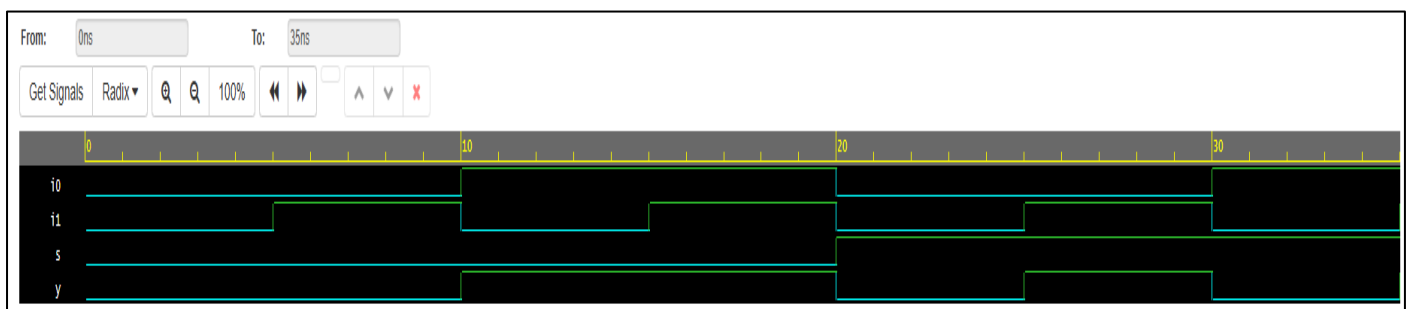 From: 0ns To: 35ns
Get Signals Radix 100%
0 10 20 30
i0
i1
s
y